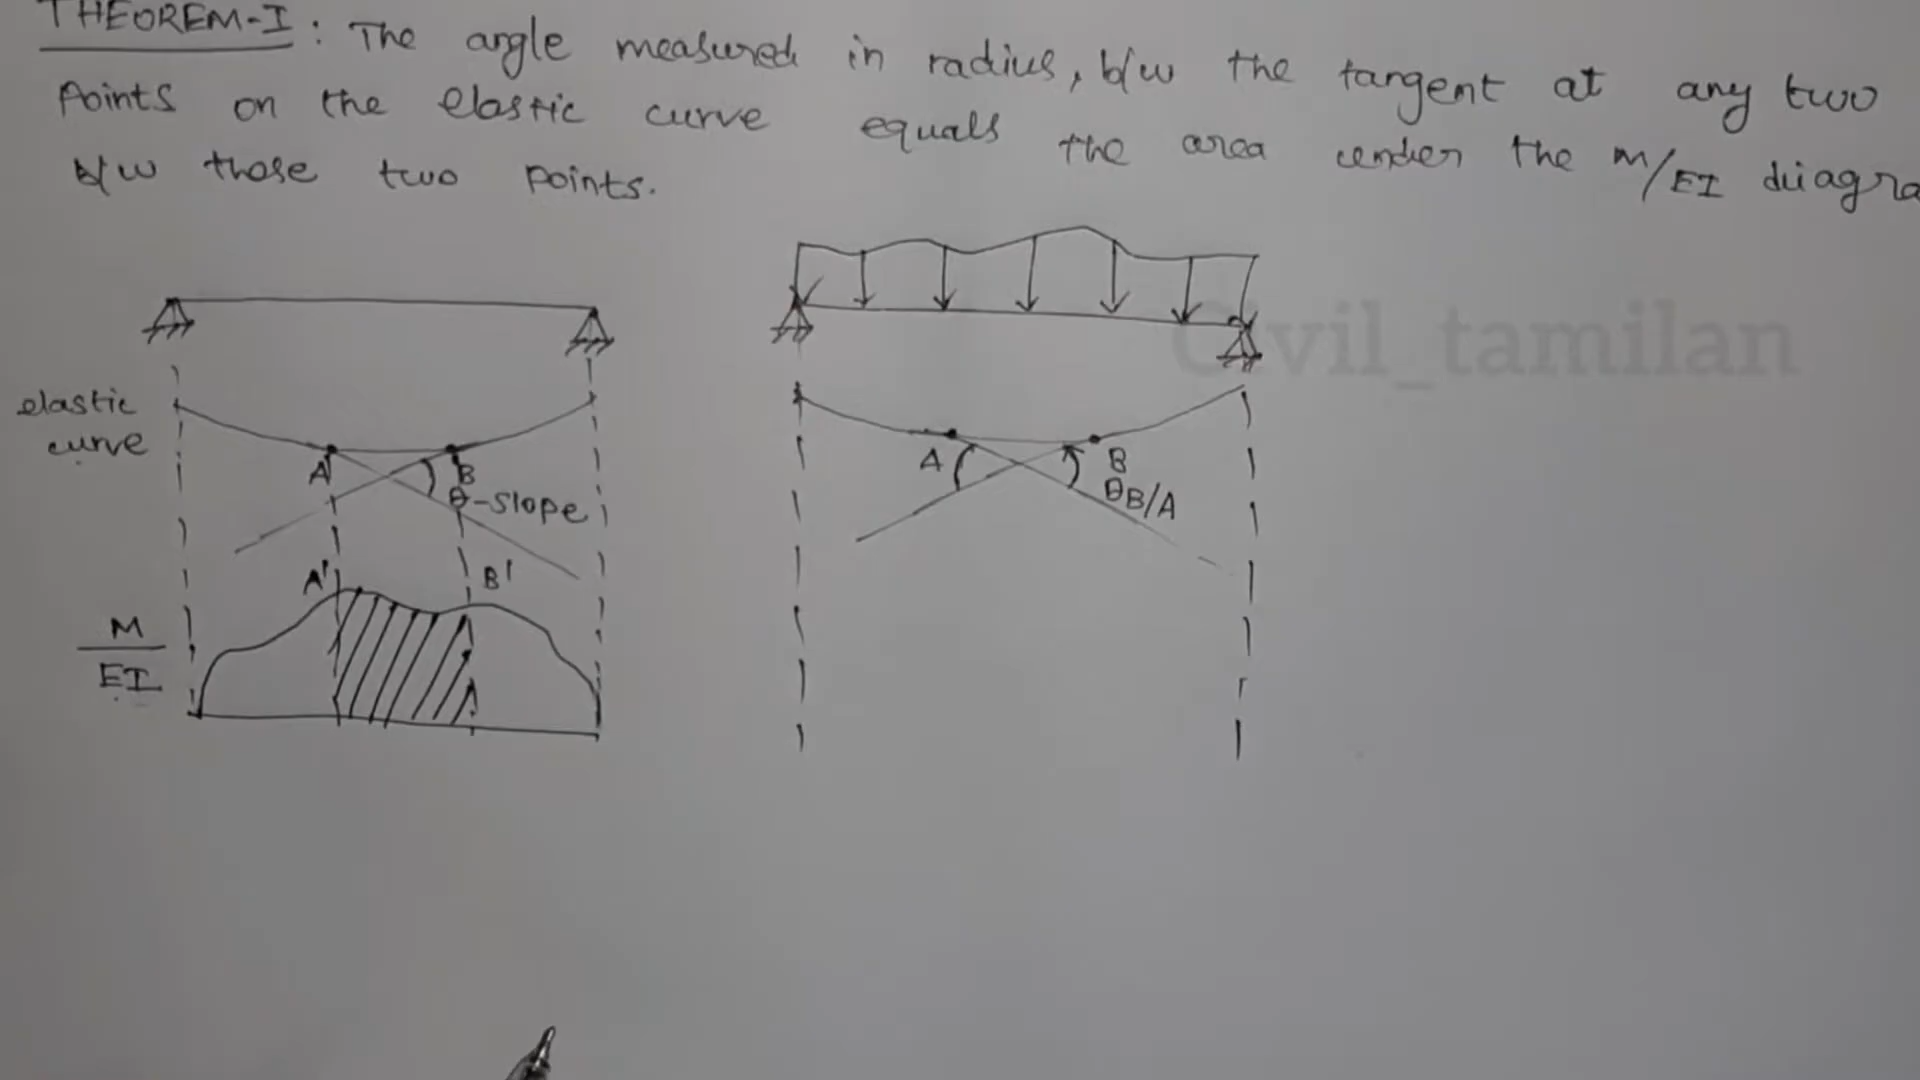 THEOREM-I : The angle measured in radius, b/w the tangent at any two
Points on the elastic curve equals the area under the M/EI diagra
b/w those two points.
elastic
curve
A
B
θ-slope
A'
B'
M
EI
A
B
θB/A
Civil_tamilan